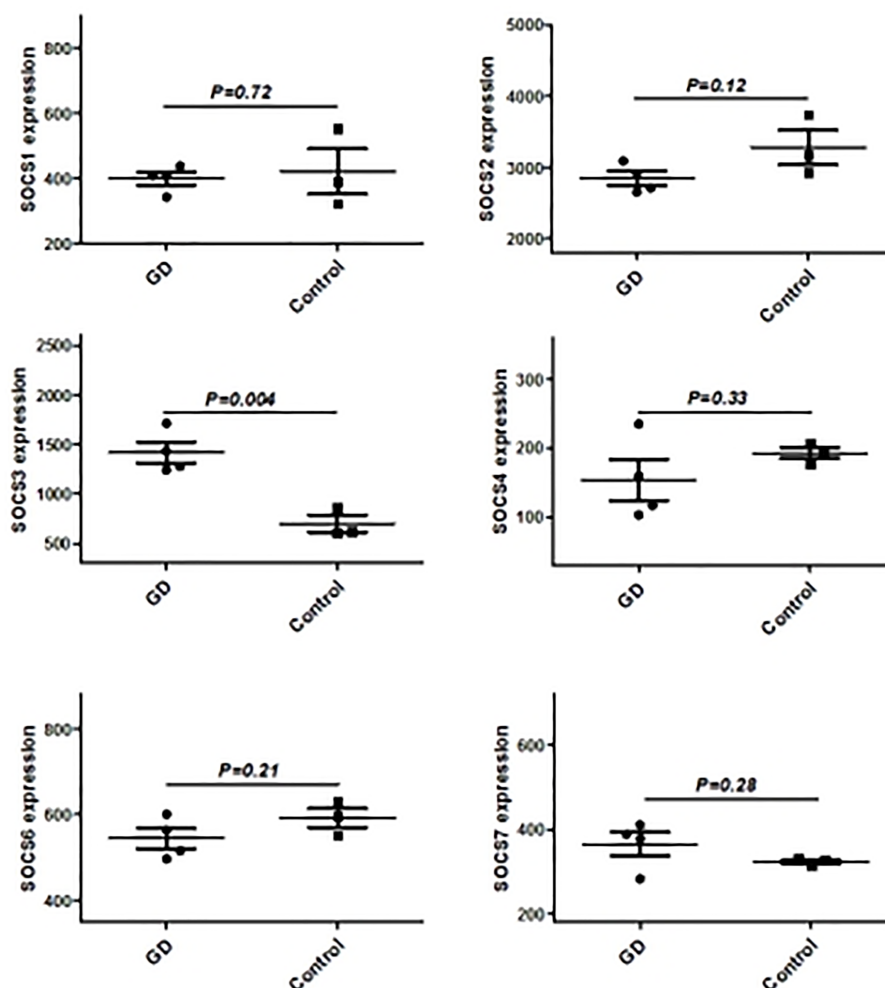 SOCS1 expression
800
600
400
200
P=0.72
GD
Control
SOCS2 expression
5000
4000
3000
2000
P=0.12
GD
Control
SOCS3 expression
2500
2000
1500
1000
500
P=0.004
GD
Control
SOCS4 expression
300
200
100
P=0.33
GD
Control
SOCS6 expression
800
600
400
P=0.21
GD
Control
SOCS7 expression
600
400
200
P=0.28
GD
Control